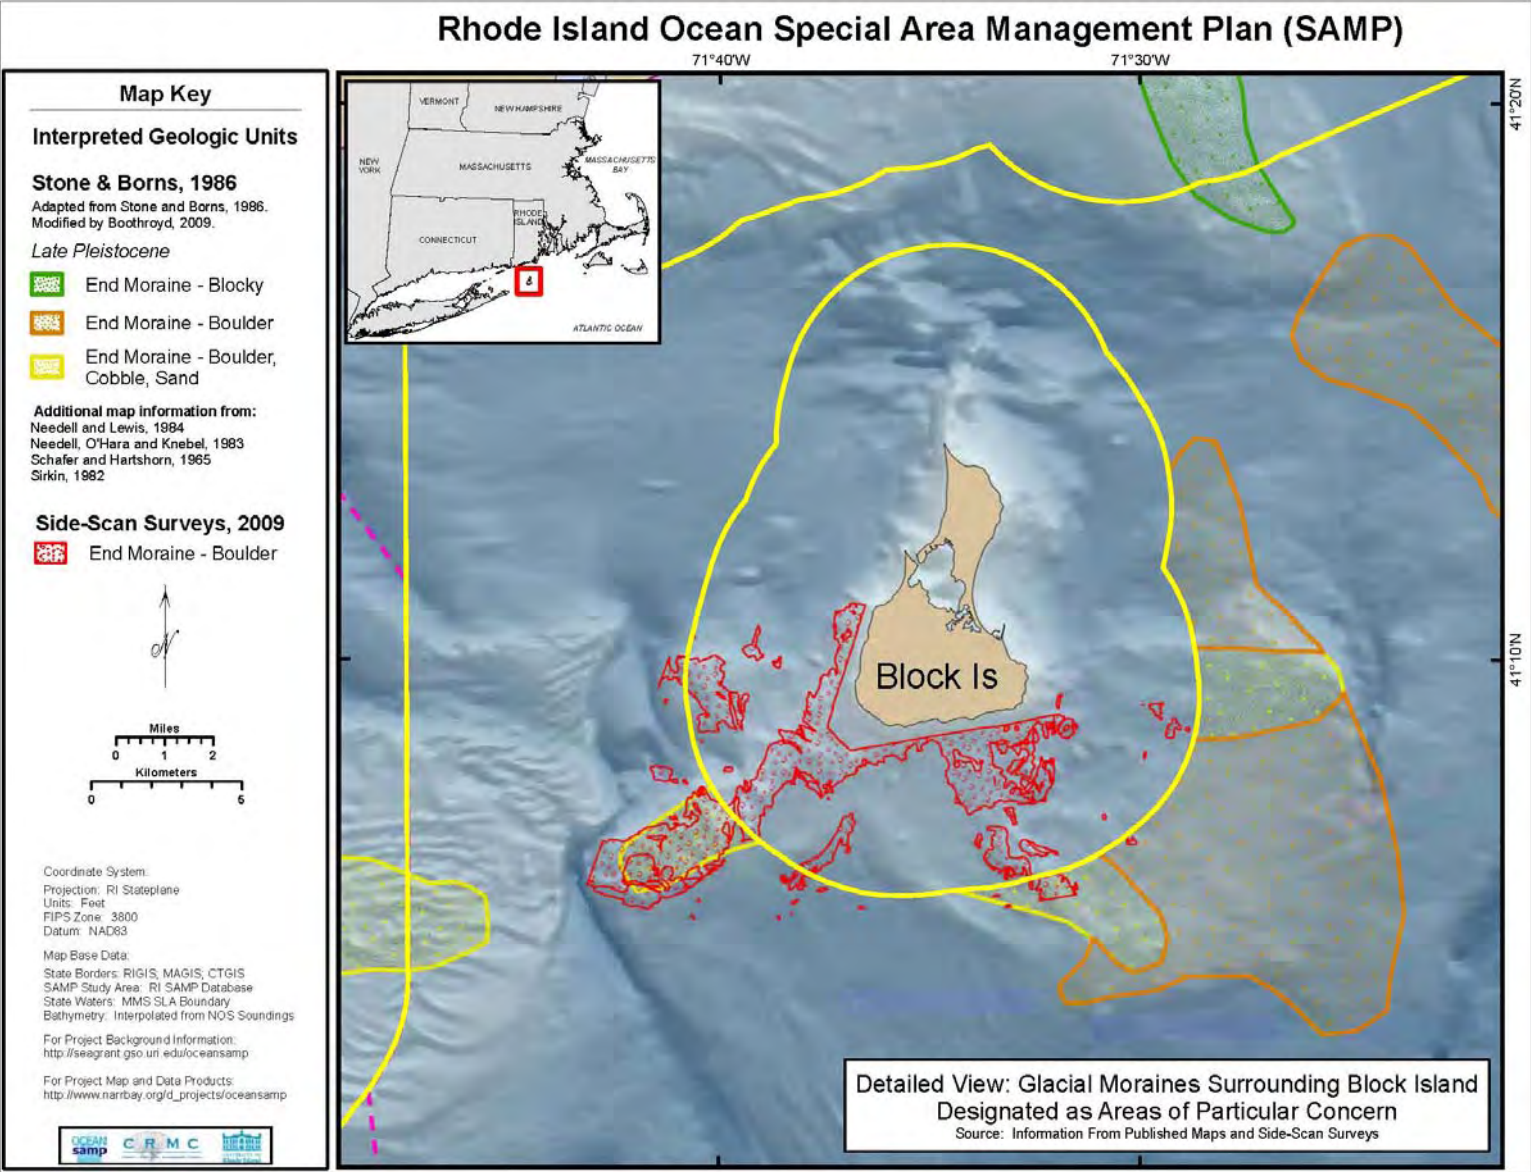 Rhode Island Ocean Special Area Management Plan (SAMP)
71°40'W
71°30'W
41°20'N
41°10'N
Map Key
Interpreted Geologic Units
Stone & Borns, 1986
Adapted from Stone and Borns, 1986.
Modified by Boothroyd, 2009.
Late Pleistocene
End Moraine - Blocky
End Moraine - Boulder
End Moraine - Boulder,
Cobble, Sand
Additional map information from:
Needell and Lewis, 1984
Needell, O'Hara and Knebel, 1983
Schafer and Hartshorn, 1965
Sirkin, 1982
Side-Scan Surveys, 2009
End Moraine - Boulder
N
Miles
0 1 2
Kilometers
0 5
Coordinate System:
Projection: RI Stateplane
Units: Feet
FIPS Zone: 3800
Datum: NAD83
Map Base Data:
State Borders: RIGIS, MAGIS, CTGIS
SAMP Study Area: RI SAMP Database
State Waters: MMS SLA Boundary
Bathymetry: Interpolated from NOS Soundings
For Project Background Information:
http://seagrant.gso.uri.edu/oceansamp
For Project Map and Data Products:
http://www.narrbay.org/d_projects/oceansamp
OCEAN
samp
C R M C
VERMONT
NEW HAMPSHIRE
NEW
YORK
MASSACHUSETTS
MASSACHUSETTS
BAY
RHODE
ISLAND
CONNECTICUT
ATLANTIC OCEAN
Block Is
Detailed View: Glacial Moraines Surrounding Block Island
Designated as Areas of Particular Concern
Source: Information From Published Maps and Side-Scan Surveys